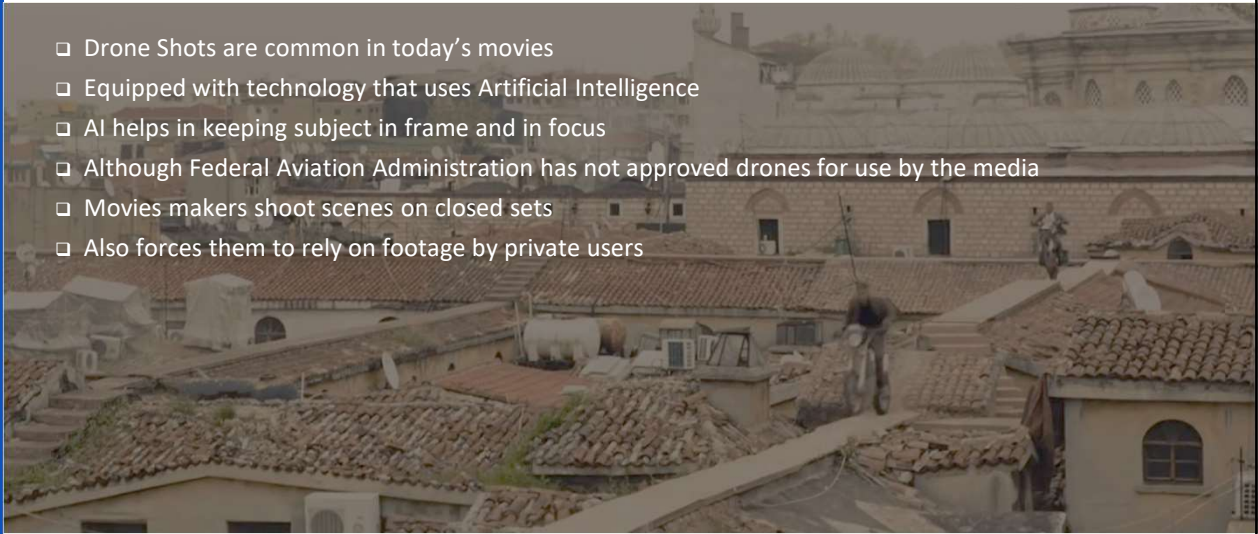 Drone Shots are common in today's movies
Equipped with technology that uses Artificial Intelligence
AI helps in keeping subject in frame and in focus
Although Federal Aviation Administration has not approved drones for use by the media
Movies makers shoot scenes on closed sets
Also forces them to rely on footage by private users